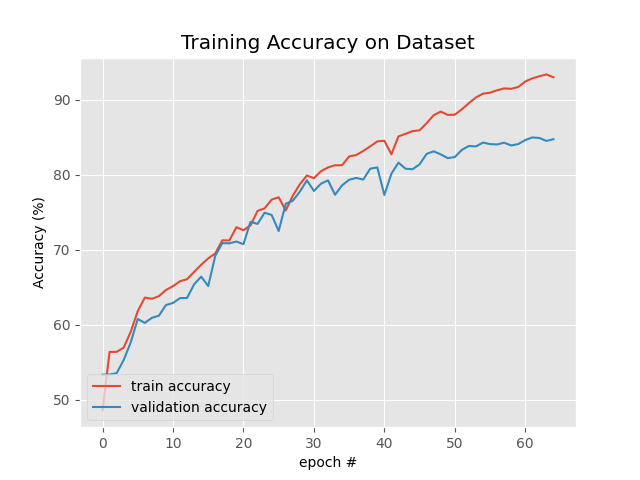 Training Accuracy on Dataset
Accuracy (%)
90
80
70
60
50
train accuracy
validation accuracy
0 10 20 30 40 50 60
epoch #